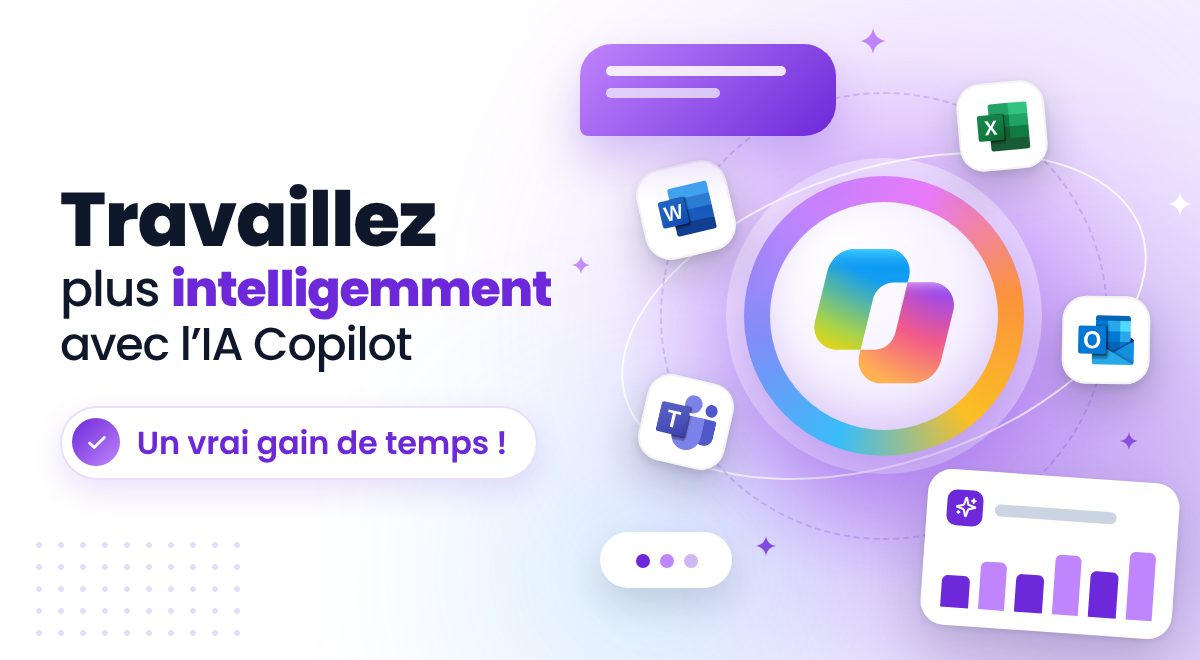 Travaillez
plus intelligemment
avec l’IA Copilot
Un vrai gain de temps !
W
X
O
T